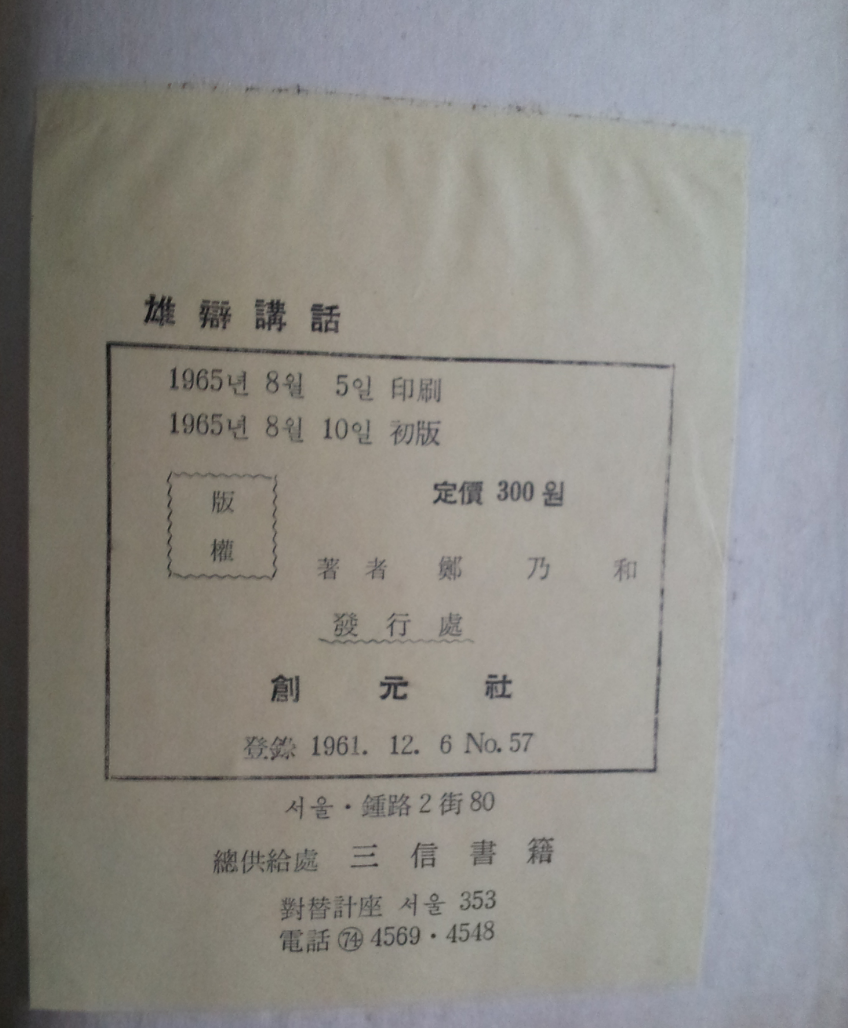 雄辯講話
1965년 8월 5일 印刷
1965년 8월 10일 初版
版權
定價 300원
著者 鄭乃和
發行處
創元社
登錄 1961. 12. 6 No. 57
서울·鍾路2街80
總供給處 三信書籍
對替計座 서울 353
電話 74 4569·4548